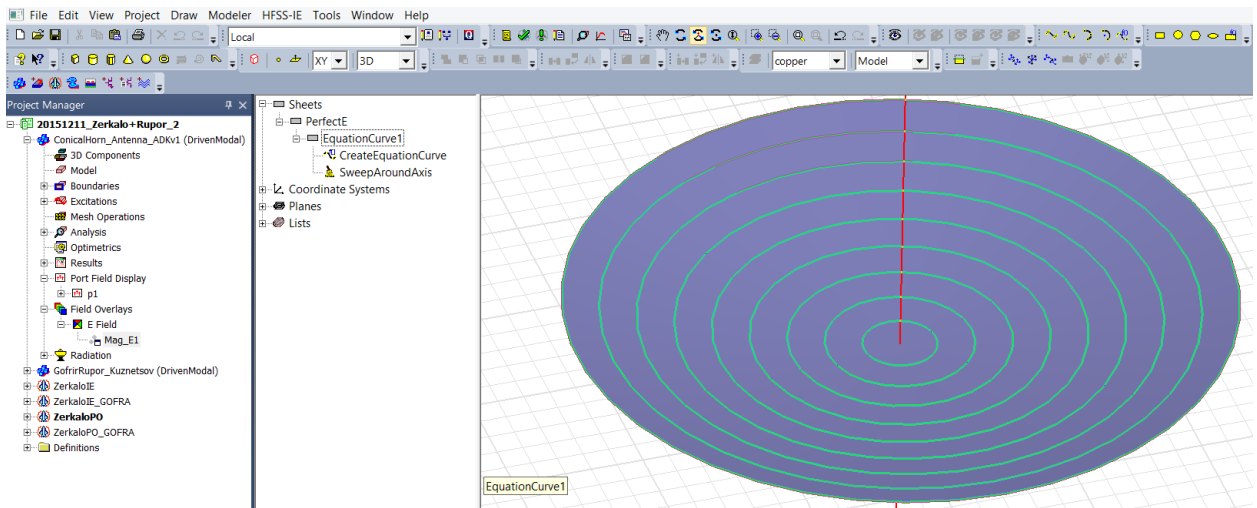 File Edit View Project Draw Modeler HFSS-IE Tools Window Help
Local
XY 3D copper Model
Project Manager
20151211_Zerkalo+Rupor_2
ConicalHorn_Antenna_ADKv1 (DrivenModal)
3D Components
Model
Boundaries
Excitations
Mesh Operations
Analysis
Optimetrics
Results
Port Field Display
p1
Field Overlays
E Field
Mag_E1
Radiation
GofrirRupor_Kuznetsov (DrivenModal)
ZerkaloIE
ZerkaloIE_GOFRA
ZerkaloPO
ZerkaloPO_GOFRA
Definitions
Sheets
PerfectE
EquationCurve1
CreateEquationCurve
SweepAroundAxis
Coordinate Systems
Planes
Lists
EquationCurve1